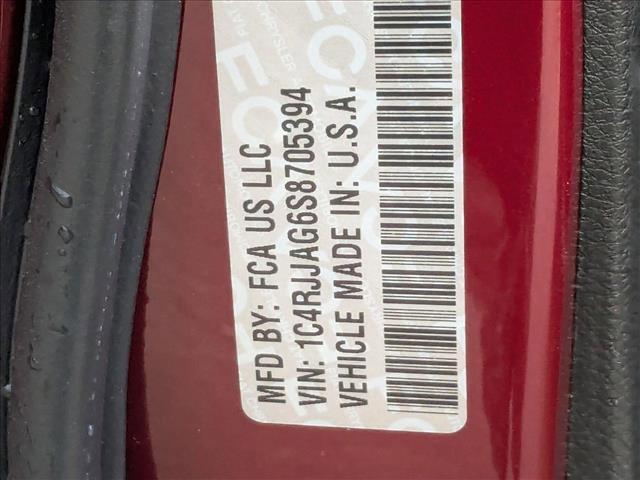 MFD BY: FCA US LLC
VIN: 1C4RJJAG6S8705394
VEHICLE MADE IN: U.S.A.